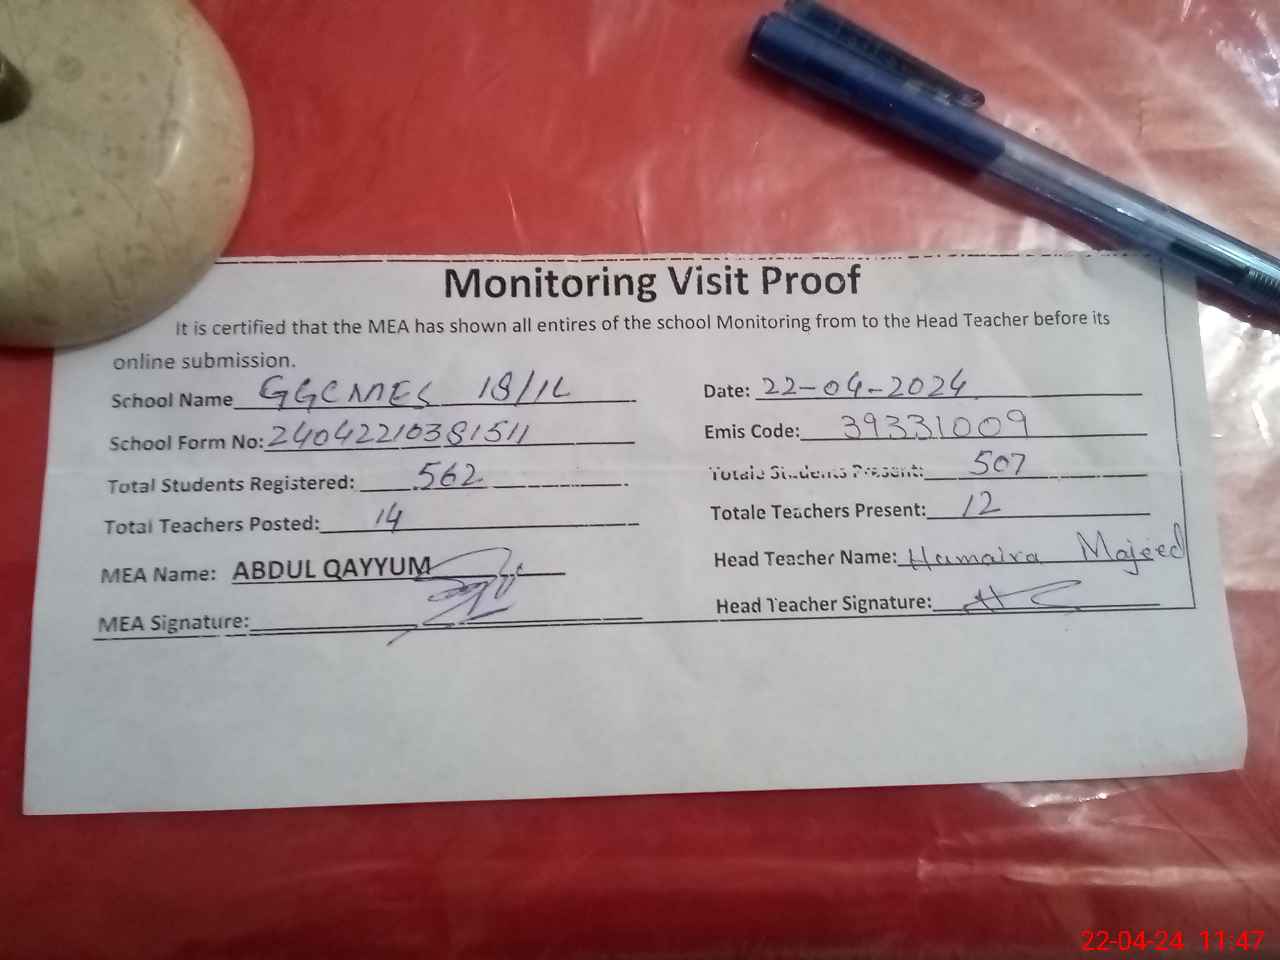 Monitoring Visit Proof
It is certified that the MEA has shown all entires of the school Monitoring from to the Head Teacher before its
online submission.
School Name GGCMES 18/1L Date: 22-04-2024
School Form No: 24042210381511 Emis Code: 39331009
Total Students Registered: 562 Totale Students Present: 507
Total Teachers Posted: 14 Totale Teachers Present: 12
MEA Name: ABDUL QAYYUM Head Teacher Name: Humaira Majeed
MEA Signature: Head Teacher Signature:
22-04-24 11:47